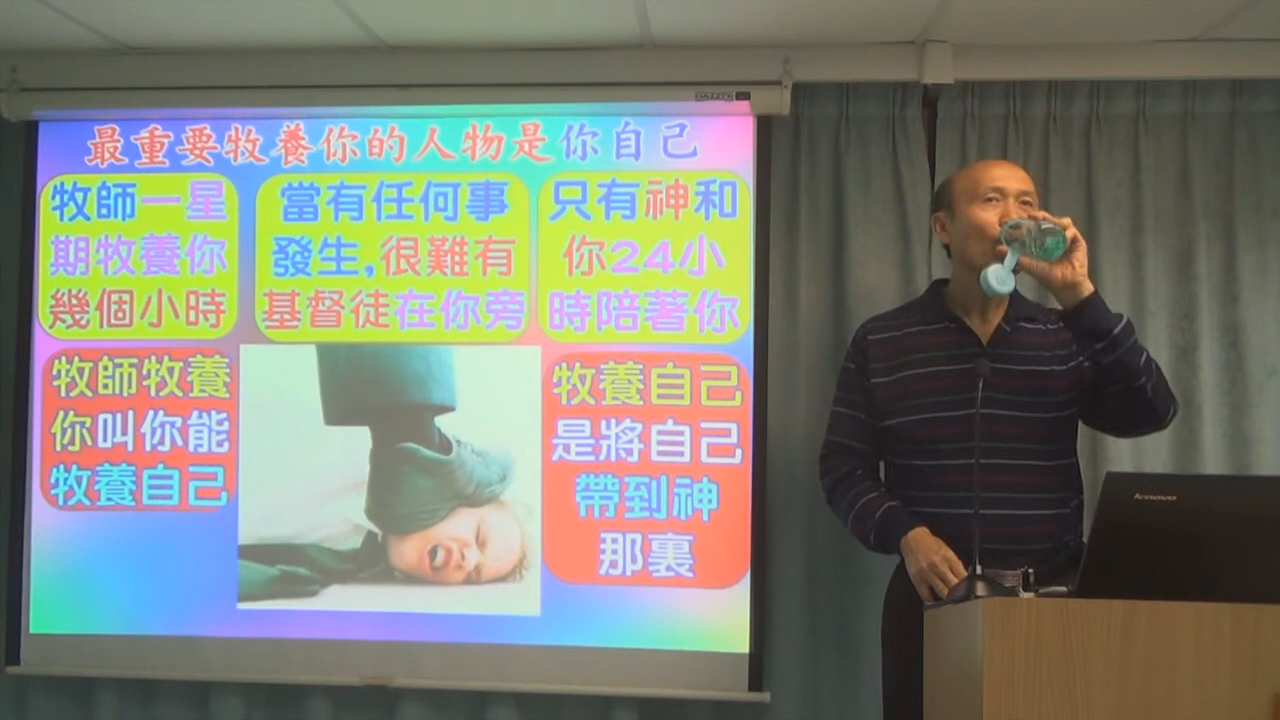 最重要牧養你的人物是你自己
牧師一星
期牧養你
幾個小時
當有任何事
發生,很難有
基督徒在你旁
只有神和
你24小
時陪著你
牧師牧養
你叫你能
牧養自己
牧養自己
是將自己
帶到神
那裏
lenovo